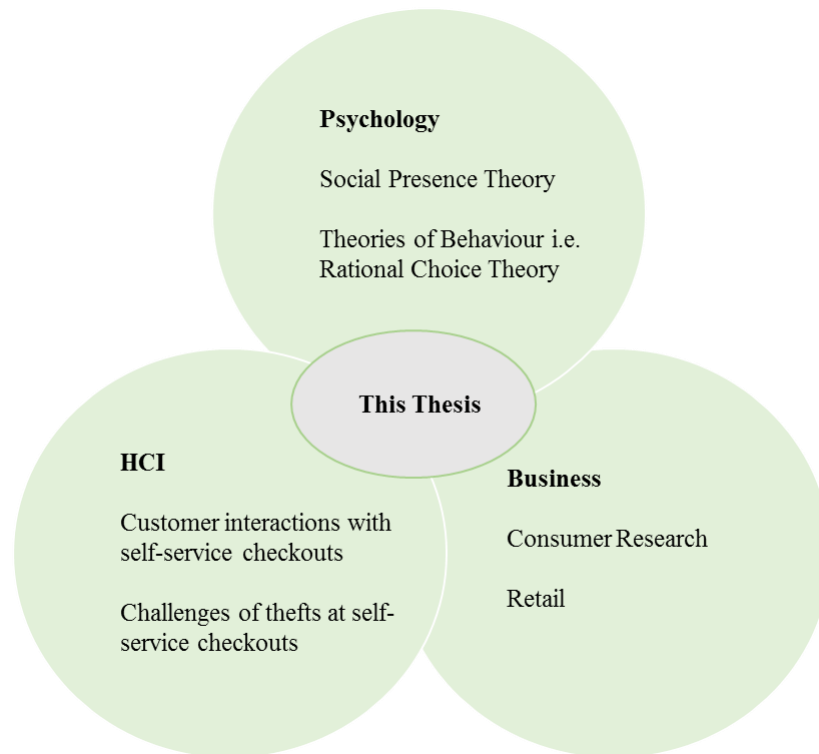 Psychology
Social Presence Theory
Theories of Behaviour i.e.
Rational Choice Theory
This Thesis
HCI
Customer interactions with
self-service checkouts
Challenges of thefts at self-
service checkouts
Business
Consumer Research
Retail